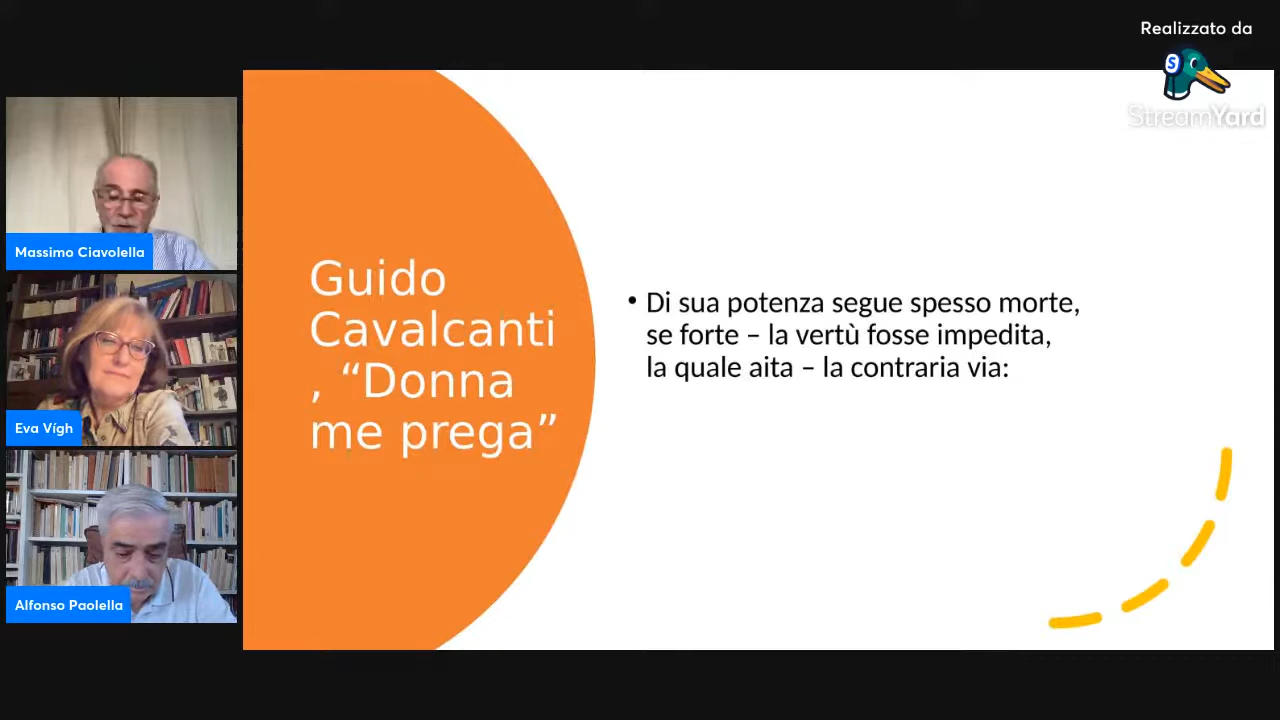 Realizzato da
StreamYard
Massimo Ciavolella
Eva Vígh
Alfonso Paolella
Guido
Cavalcanti
, “Donna
me prega”
• Di sua potenza segue spesso morte,
se forte – la vertù fosse impedita,
la quale aita – la contraria via: